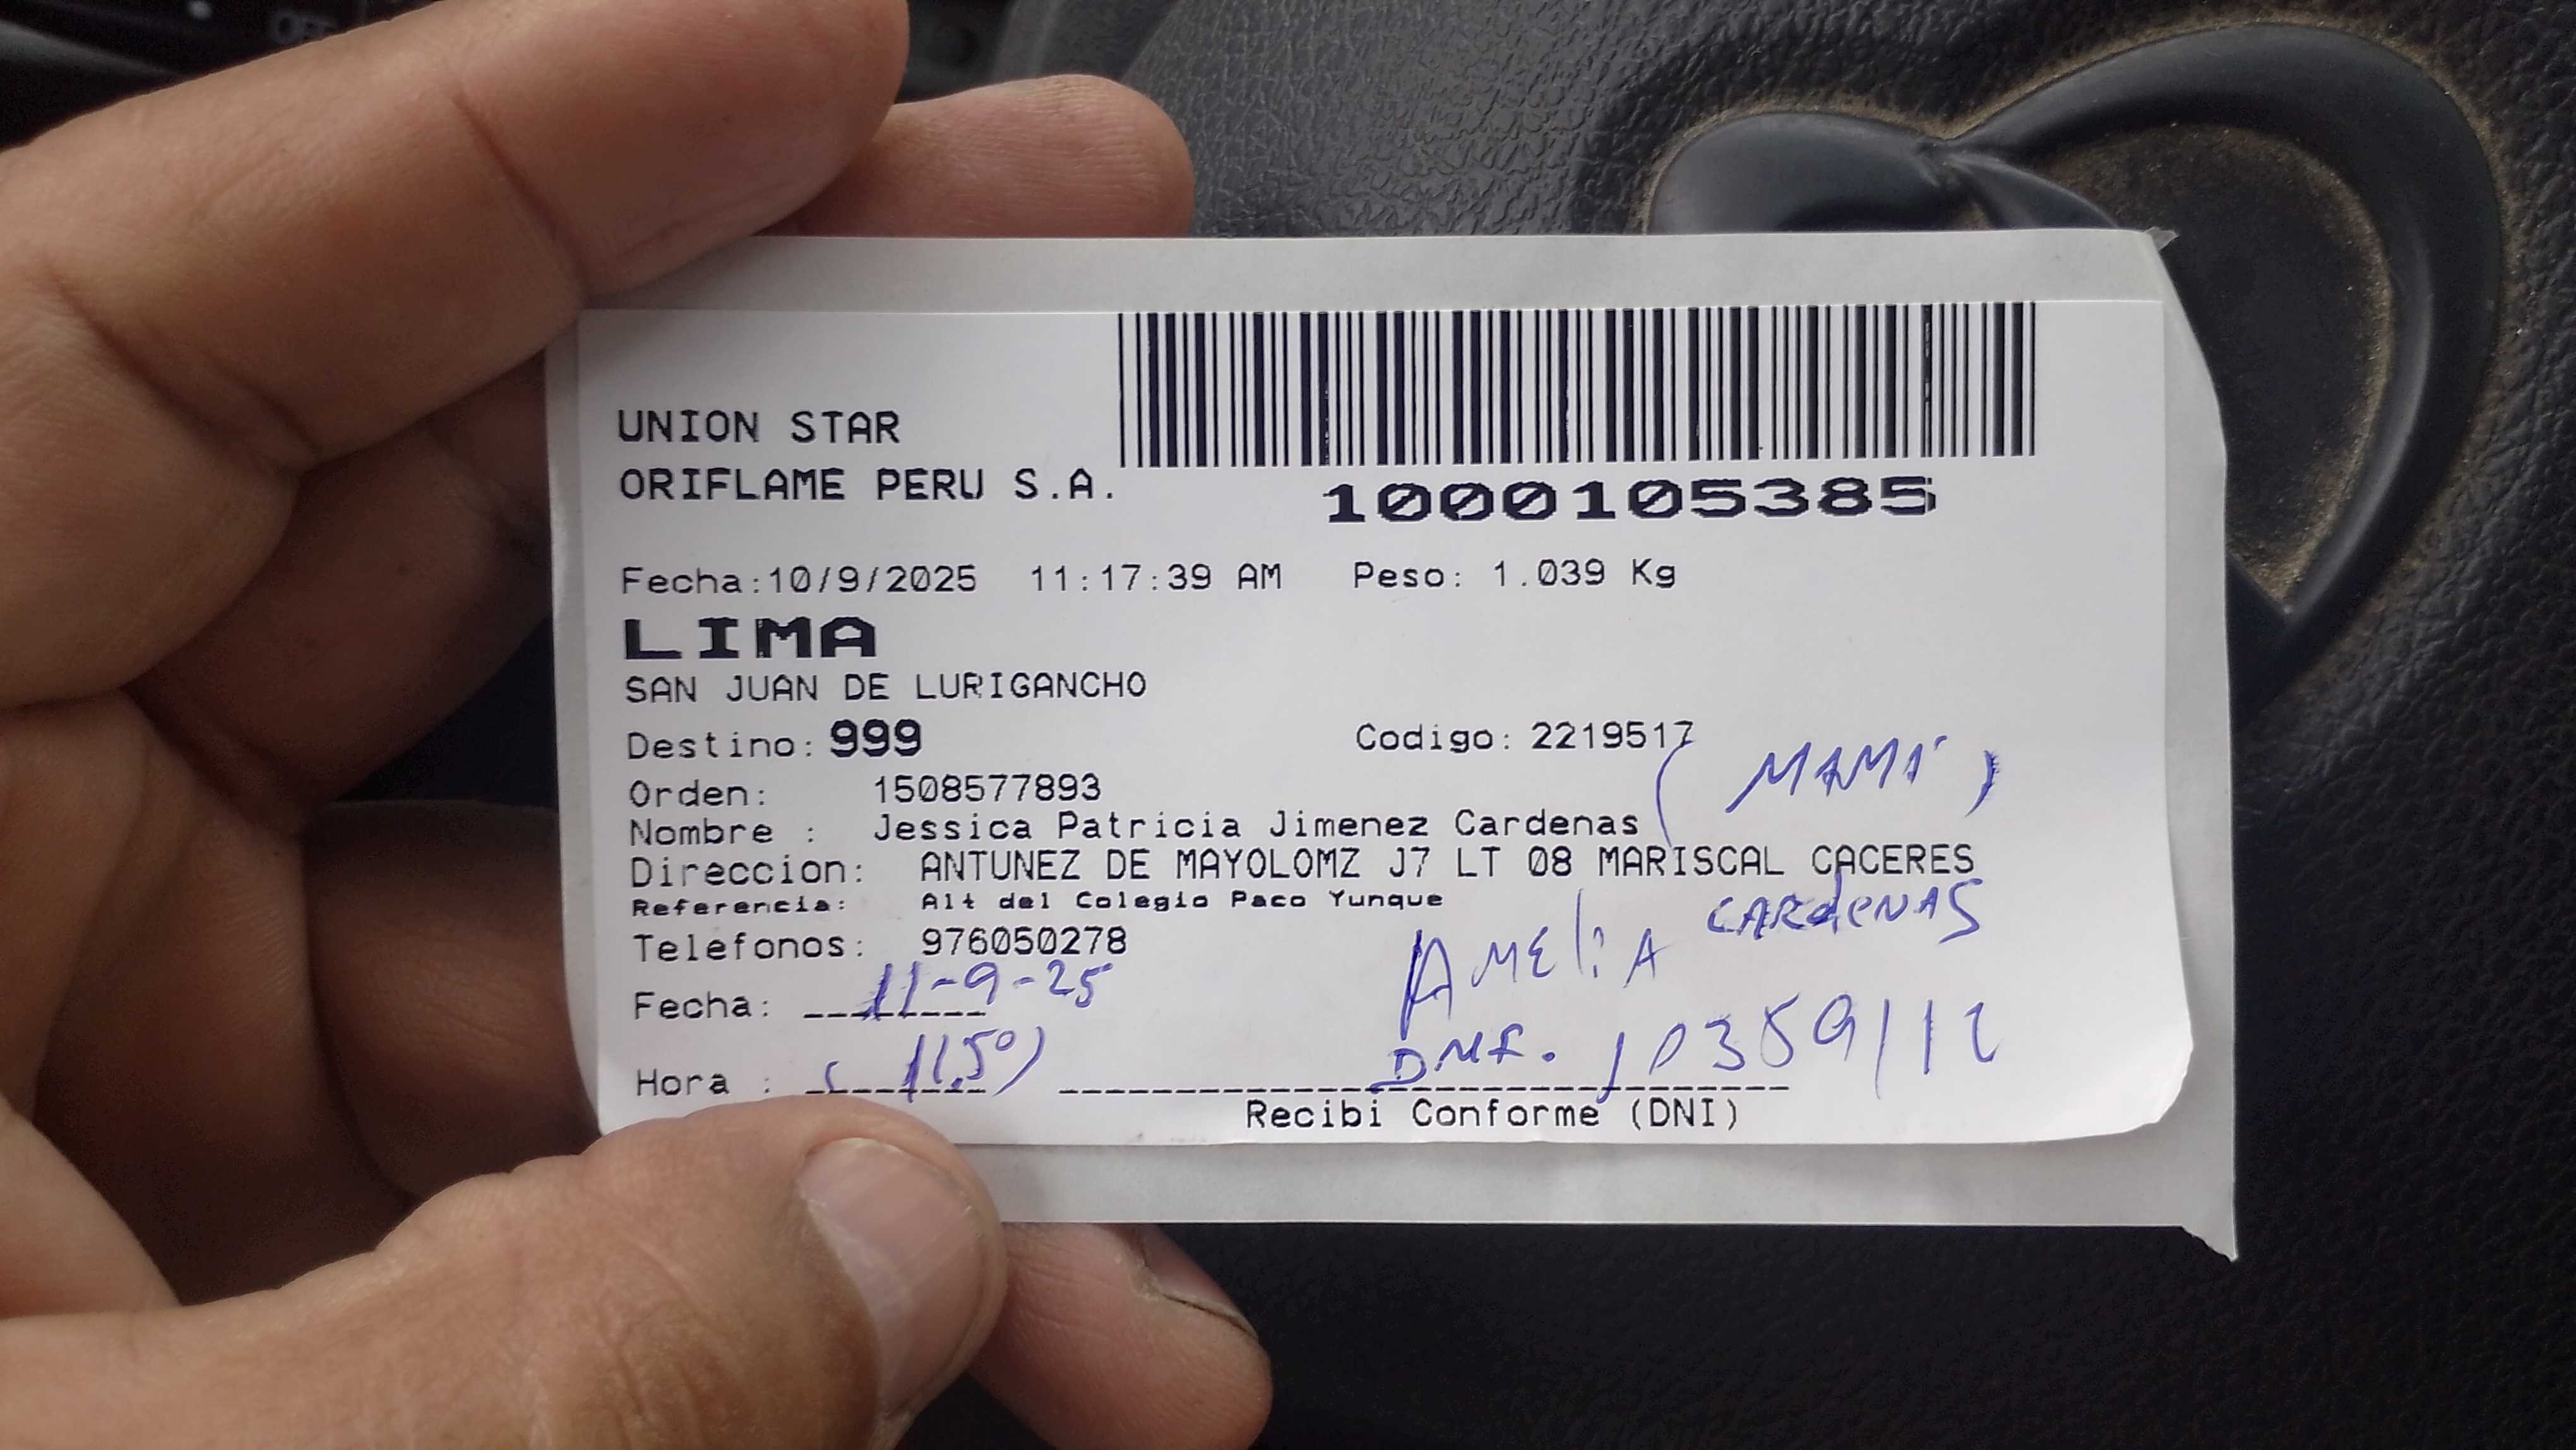 UNION STAR
ORIFLAME PERU S.A.
1000105385
Fecha:10/9/2025 11:17:39 AM Peso: 1.039 Kg
LIMA
SAN JUAN DE LURIGANCHO
Destino: 999 Codigo: 2219517
(MAMÁ)
Orden: 1508577893
Nombre : Jessica Patricia Jimenez Cardenas
Direccion: ANTUNEZ DE MAYOLOMZ J7 LT 08 MARISCAL CACERES
Referencia: Alt del Colegio Paco Yunque
Telefonos: 976050278
AMEliA CARdeNAS
Fecha: 11-9-25
Hora : (11.50)
10359112
Recibi Conforme (DNI)